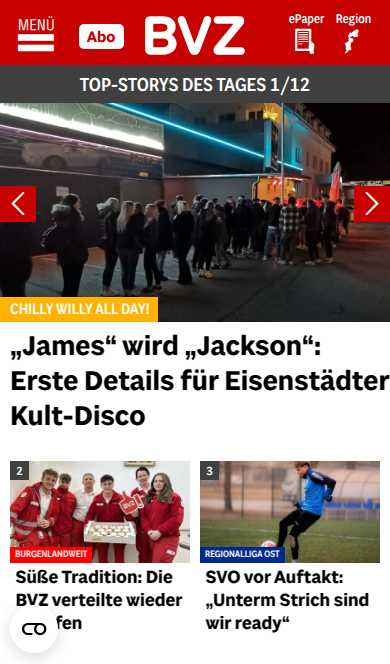 MENÜ
Abo
BVZ
ePaper
Region
TOP-STORYS DES TAGES 1/12
CHILLY WILLY ALL DAY!
„James“ wird „Jackson“:
Erste Details für Eisenstädter
Kult-Disco
2
BVZ
BURGENLANDWEIT
Süße Tradition: Die
BVZ verteilte wieder
fen
3
REGIONALLIGA OST
SVO vor Auftakt:
„Unterm Strich sind
wir ready“